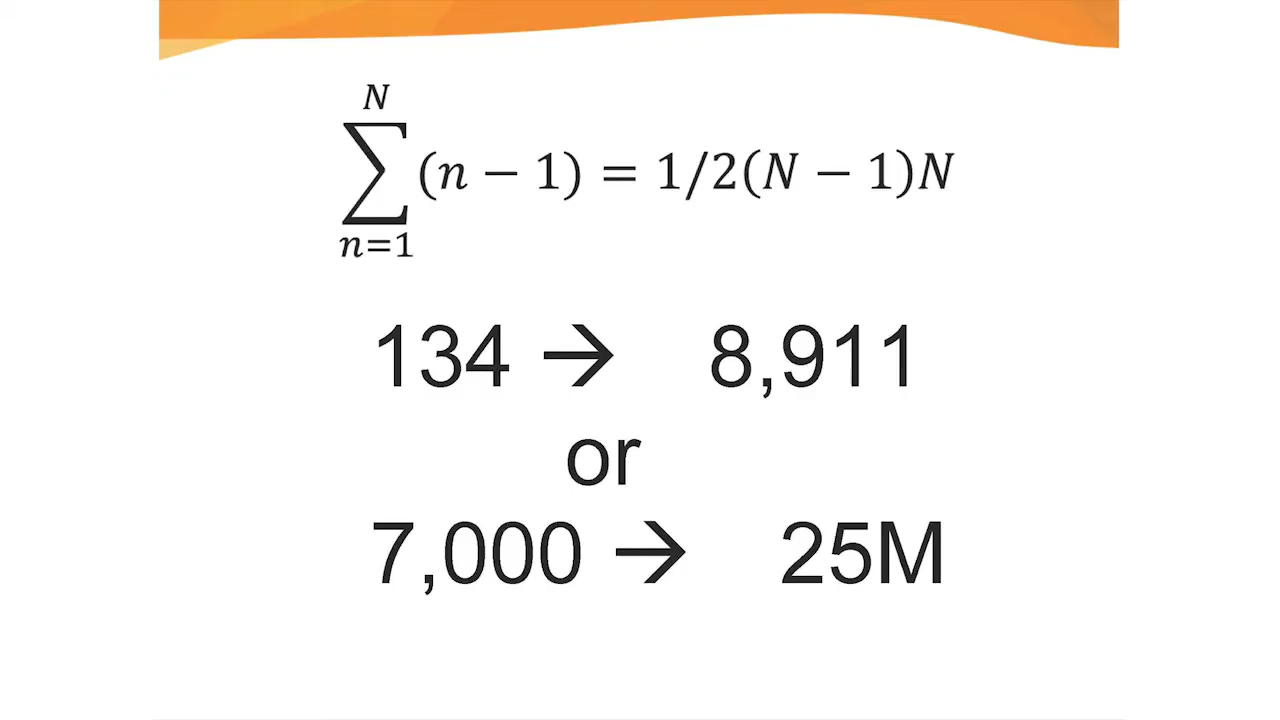 N
∑(n − 1) = 1/2(N − 1)N
n=1
134 → 8,911
or
7,000 → 25M